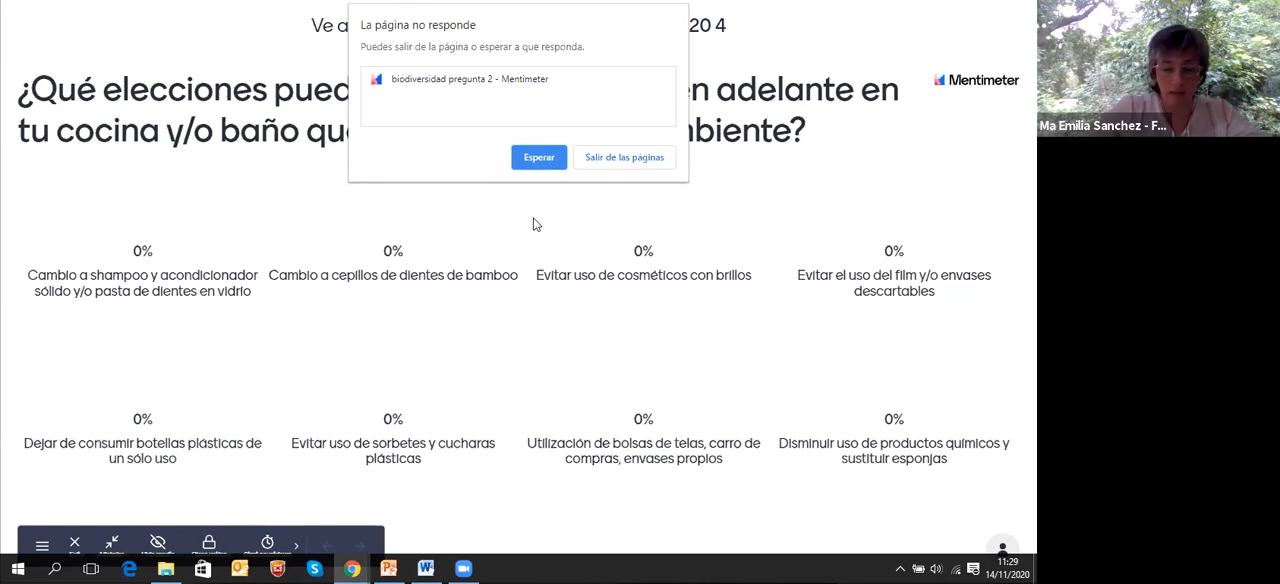 Ve a
20 4
La página no responde
Puedes salir de la página o esperar a que responda.
biodiversidad pregunta 2 - Mentimeter
Esperar
Salir de las páginas
¿Qué elecciones pued
en adelante en
tu cocina y/o baño qu
mbiente?
Mentimeter
Ma Emilia Sanchez - F...
0%
Cambio a shampoo y acondicionador
sólido y/o pasta de dientes en vidrio
0%
Cambio a cepillos de dientes de bamboo
0%
Evitar uso de cosméticos con brillos
0%
Evitar el uso del film y/o envases
descartables
0%
Dejar de consumir botellas plásticas de
un sólo uso
0%
Evitar uso de sorbetes y cucharas
plásticas
0%
Utilización de bolsas de telas, carro de
compras, envases propios
0%
Disminuir uso de productos químicos y
sustituir esponjas
11:29
14/11/2020